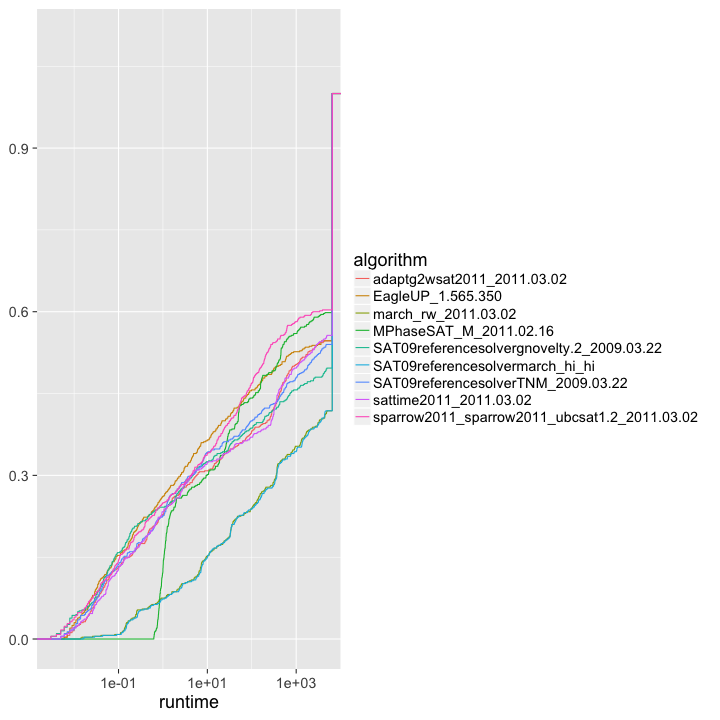 0.9
0.6
0.3
0.0
1e-01
1e+01
1e+03
runtime
algorithm
adaptg2wsat2011_2011.03.02
EagleUP_1.565.350
march_rw_2011.03.02
MPhaseSAT_M_2011.02.16
SAT09referencesolvergnovelty.2_2009.03.22
SAT09referencesolvermarch_hi_hi
SAT09referencesolverTNM_2009.03.22
sattime2011_2011.03.02
sparrow2011_sparrow2011_ubcsat1.2_2011.03.02